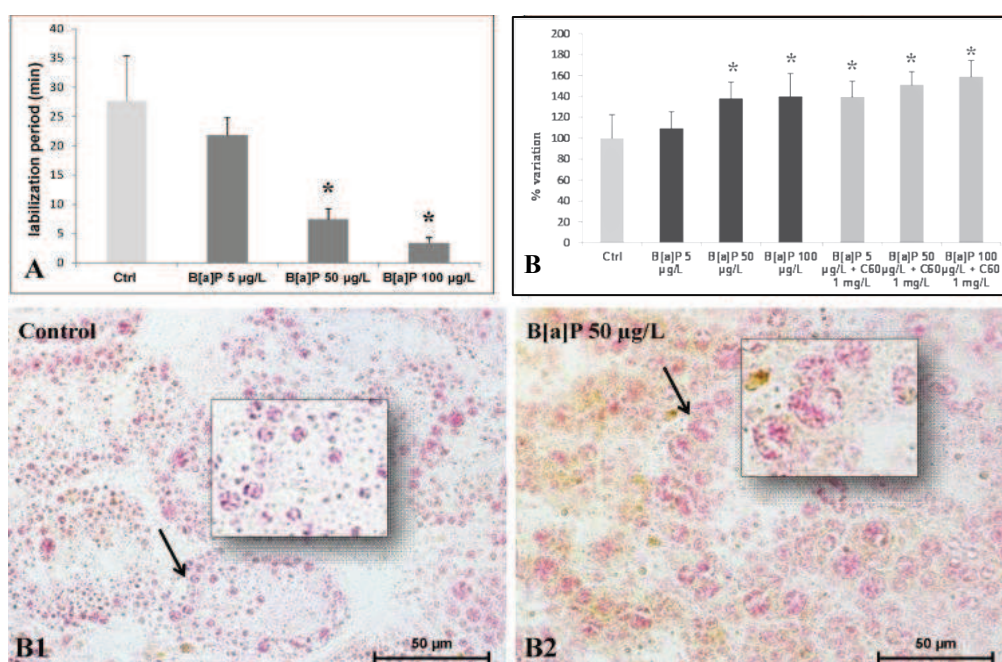 40
35
30
25
20
15
10
5
0
labilization period (min)
*
*
A
Ctrl
B[a]P 5 µg/L
B[a]P 50 µg/L
B[a]P 100 µg/L
200
180
160
140
120
100
80
60
40
20
0
% variation
*
*
*
*
*
B
Ctrl
B[a]P 5
µg/L
B[a]P 50
µg/L
B[a]P 100
µg/L
B[a]P 5
µg/L + C60
1 mg/L
B[a]P 50
µg/L + C60
1 mg/L
B[a]P 100
µg/L + C60
1 mg/L
Control
B1
50 µm
B[a]P 50 µg/L
B2
50 µm